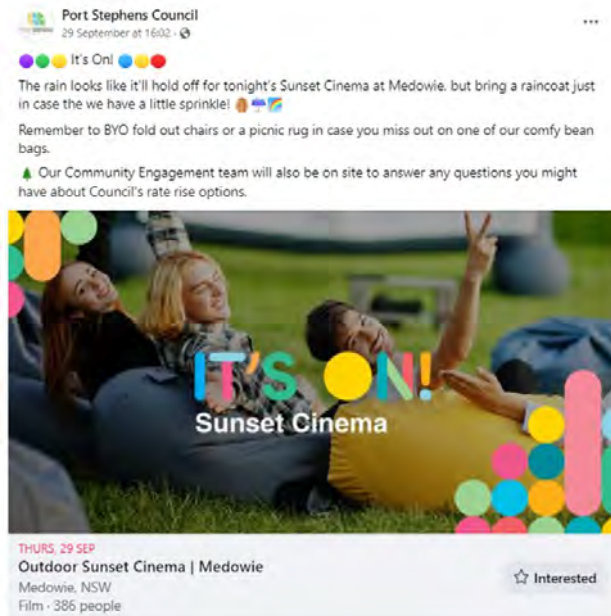 Port Stephens Council
29 September at 16:02 ·
It's On!
The rain looks like it'll hold off for tonight's Sunset Cinema at Medowie, but bring a raincoat just
in case the we have a little sprinkle!
Remember to BYO fold out chairs or a picnic rug in case you miss out on one of our comfy bean
bags.
Our Community Engagement team will also be on site to answer any questions you might
have about Council's rate rise options.
IT'S ON!
Sunset Cinema
THURS, 29 SEP
Outdoor Sunset Cinema | Medowie
Medowie, NSW
Film · 386 people
Interested